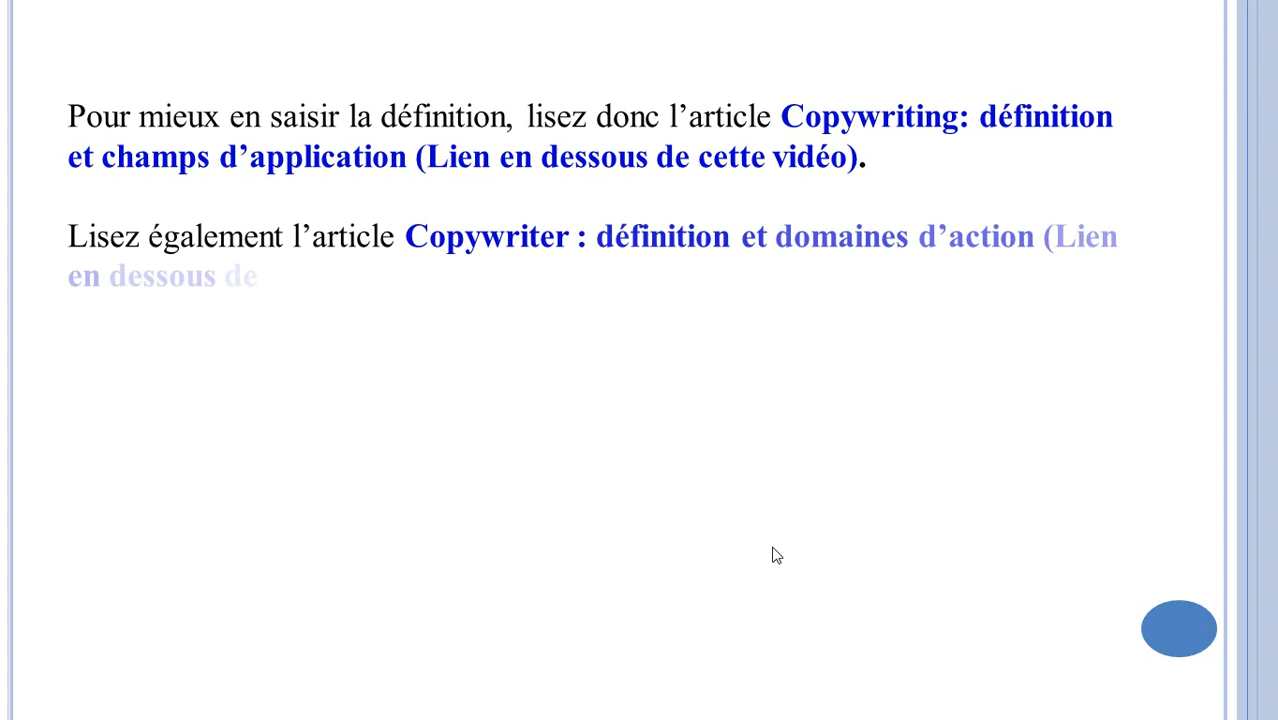 Pour mieux en saisir la définition, lisez donc l’article Copywriting: définition
et champs d’application (Lien en dessous de cette vidéo).
Lisez également l’article Copywriter : définition et domaines d’action (Lien
en dessous de